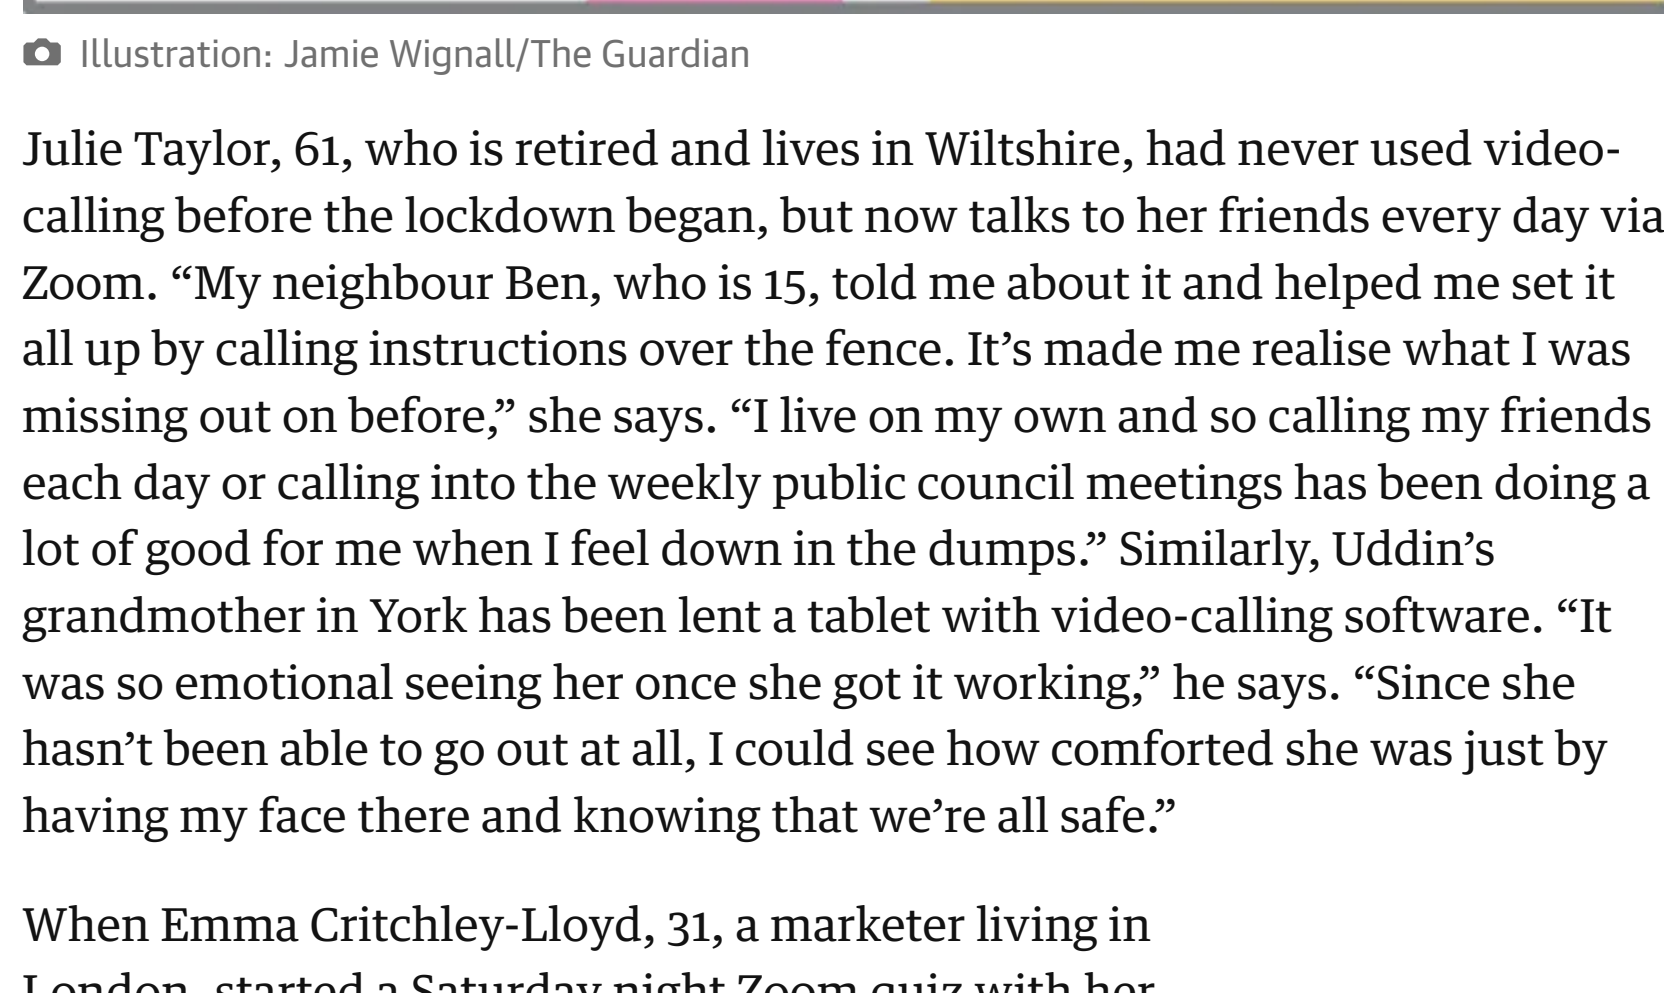 Illustration: Jamie Wignall/The Guardian
Julie Taylor, 61, who is retired and lives in Wiltshire, had never used video-
calling before the lockdown began, but now talks to her friends every day via
Zoom. “My neighbour Ben, who is 15, told me about it and helped me set it
all up by calling instructions over the fence. It’s made me realise what I was
missing out on before,” she says. “I live on my own and so calling my friends
each day or calling into the weekly public council meetings has been doing a
lot of good for me when I feel down in the dumps.” Similarly, Uddin’s
grandmother in York has been lent a tablet with video-calling software. “It
was so emotional seeing her once she got it working,” he says. “Since she
hasn’t been able to go out at all, I could see how comforted she was just by
having my face there and knowing that we’re all safe.”
When Emma Critchley-Lloyd, 31, a marketer living in
London, started a Saturday night Zoom quiz with her